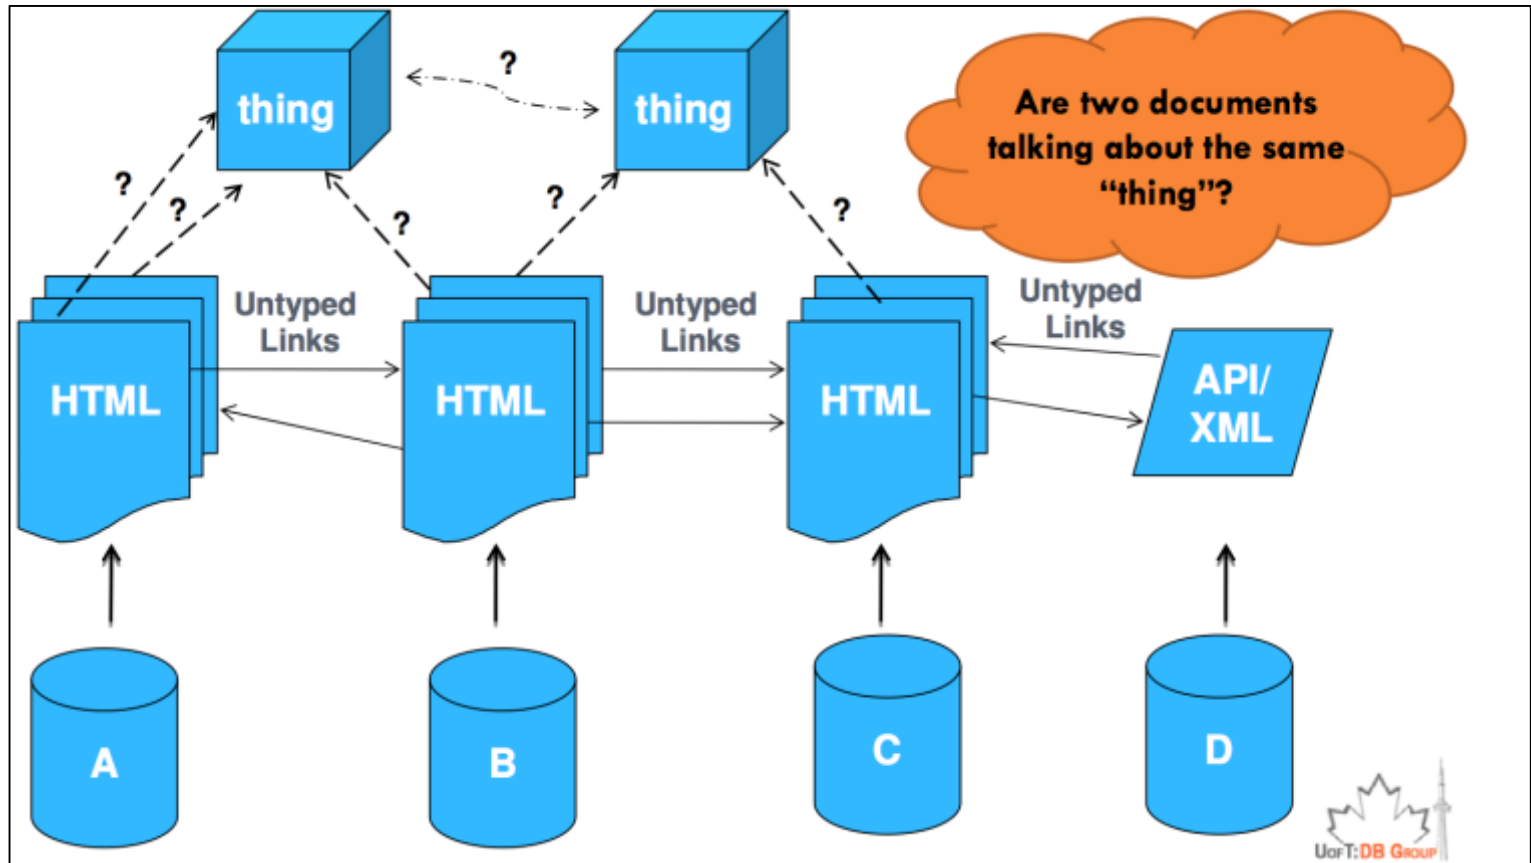 ?
thing
thing
Are two documents
talking about the same
“thing”?
?
?
?
?
?
Untyped
Links
Untyped
Links
Untyped
Links
HTML
HTML
HTML
API/
XML
A
B
C
D
UofT:DB Group